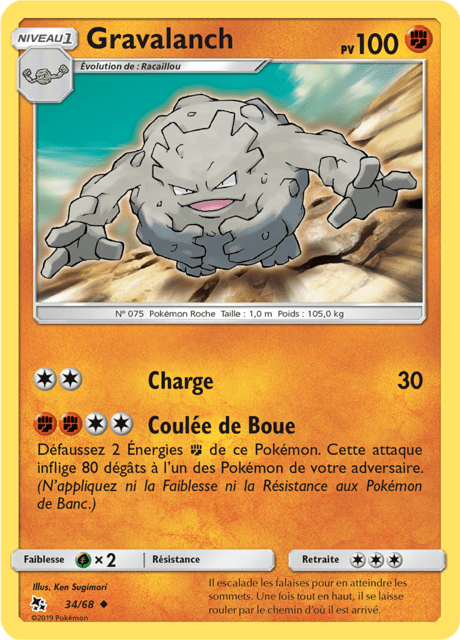 NIVEAU 1
Gravalanch
PV 100
Évolution de : Racaillou
N° 075 Pokémon Roche Taille : 1,0 m Poids : 105,0 kg
Charge 30
Coulée de Boue
Défaussez 2 Énergies de ce Pokémon. Cette attaque
inflige 80 dégâts à l'un des Pokémon de votre adversaire.
(N'appliquez ni la Faiblesse ni la Résistance aux Pokémon
de Banc.)
Faiblesse × 2 Résistance Retraite
Illus. Ken Sugimori
34/68
©2019 Pokémon
Il escalade les falaises pour en atteindre les
sommets. Une fois tout en haut, il se laisse
rouler par le chemin d'où il est arrivé.